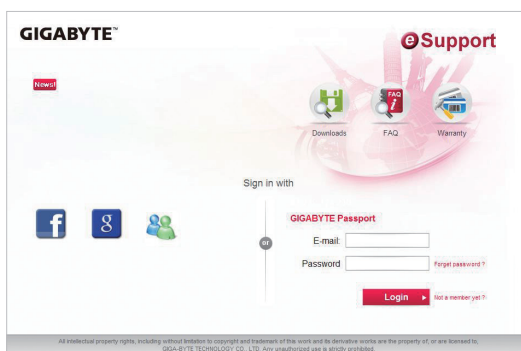 GIGABYTE™
eSupport
News!
FAQ
Downloads
FAQ
Warranty
Sign in with
f
g
or
GIGABYTE Passport
E-mail:
Forget password ?
Password
Login
Not a member yet ?
All intellectual property rights, including without limitation to copyright and trademark of this work and its derivative works are the property of, or are licensed to,
GIGA-BYTE TECHNOLOGY CO., LTD. Any unauthorized use is strictly prohibited.